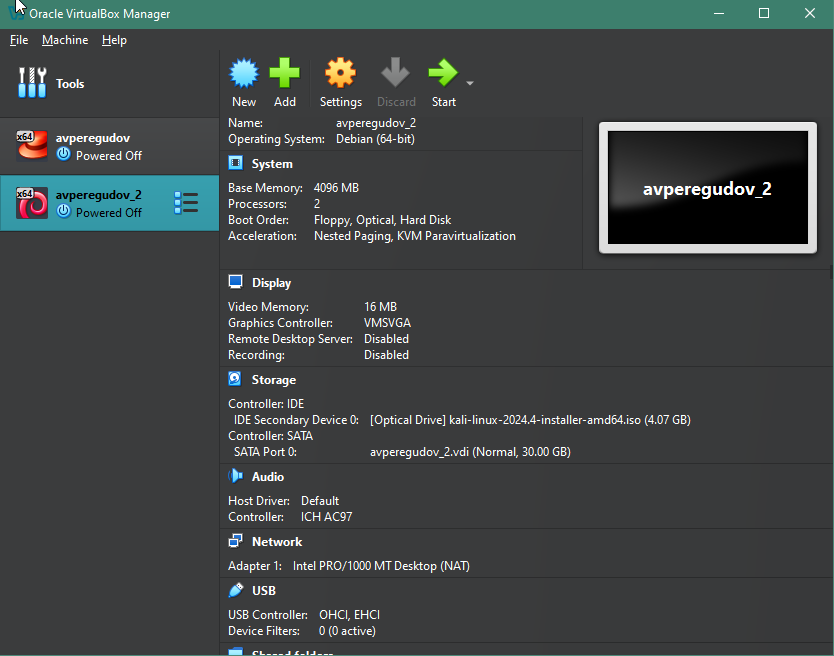 Oracle VirtualBox Manager
File Machine Help
Tools
New Add Settings Discard Start
x64
avperegudov
Powered Off
x64
avperegudov_2
Powered Off
Name: avperegudov_2
Operating System: Debian (64-bit)
System
Base Memory: 4096 MB
Processors: 2
Boot Order: Floppy, Optical, Hard Disk
Acceleration: Nested Paging, KVM Paravirtualization
avperegudov_2
Display
Video Memory: 16 MB
Graphics Controller: VMSVGA
Remote Desktop Server: Disabled
Recording: Disabled
Storage
Controller: IDE
IDE Secondary Device 0: [Optical Drive] kali-linux-2024.4-installer-amd64.iso (4.07 GB)
Controller: SATA
SATA Port 0: avperegudov_2.vdi (Normal, 30.00 GB)
Audio
Host Driver: Default
Controller: ICH AC97
Network
Adapter 1: Intel PRO/1000 MT Desktop (NAT)
USB
USB Controller: OHCI, EHCI
Device Filters: 0 (0 active)
Shared folders